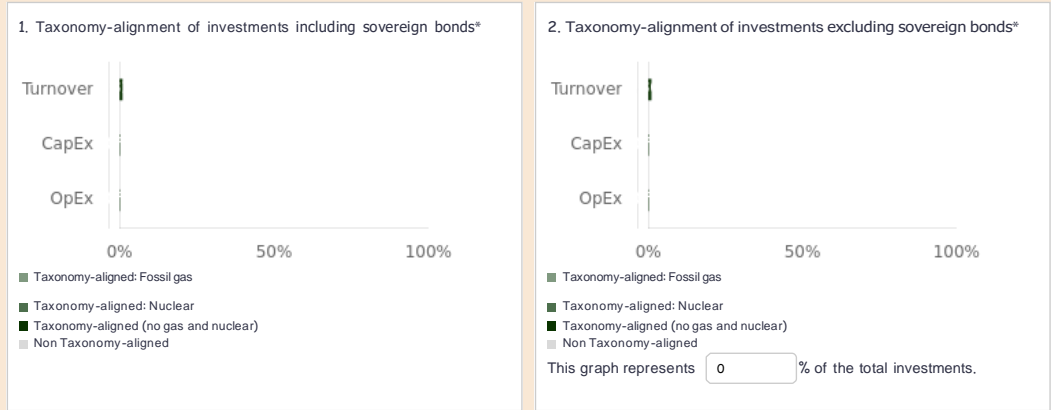 1. Taxonomy-alignment of investments including sovereign bonds*
Turnover
CapEx
OpEx
0% 50% 100%
Taxonomy-aligned: Fossil gas
Taxonomy-aligned: Nuclear
Taxonomy-aligned (no gas and nuclear)
Non Taxonomy-aligned
2. Taxonomy-alignment of investments excluding sovereign bonds*
Turnover
CapEx
OpEx
0% 50% 100%
Taxonomy-aligned: Fossil gas
Taxonomy-aligned: Nuclear
Taxonomy-aligned (no gas and nuclear)
Non Taxonomy-aligned
This graph represents 0 % of the total investments.